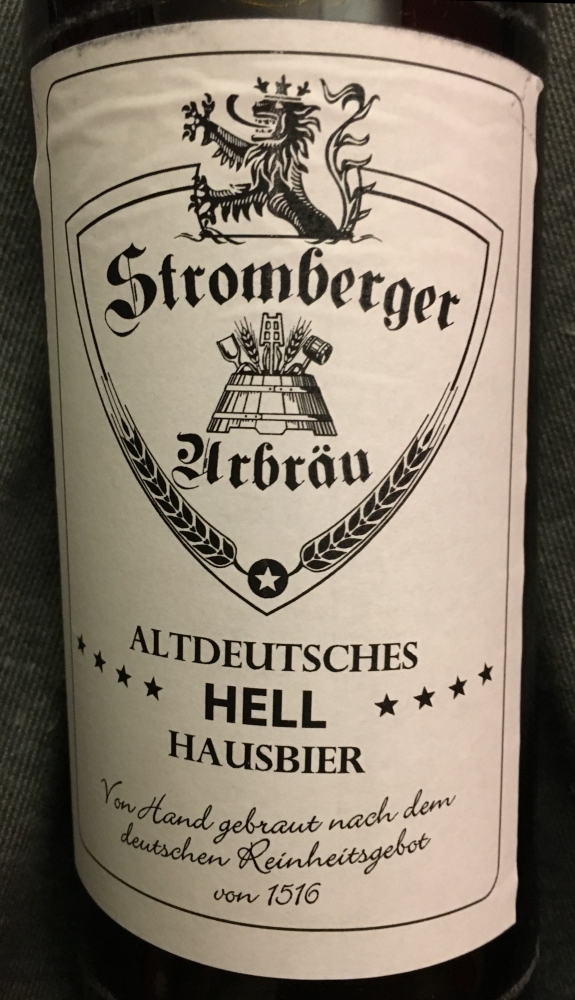 Stromberger
Urbräu
ALTDEUTSCHES
HELL
HAUSBIER
Von Hand gebraut nach dem
deutschen Reinheitsgebot
von 1516